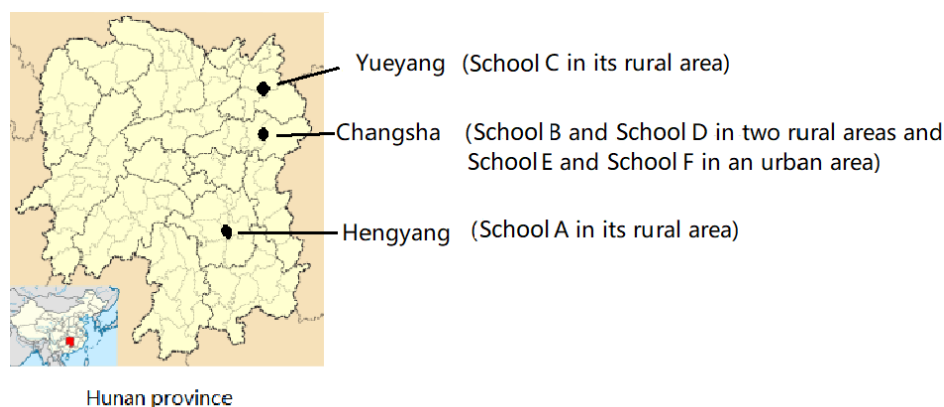 Yueyang (School C in its rural area)
Changsha (School B and School D in two rural areas and
School E and School F in an urban area)
Hengyang (School A in its rural area)
Hunan province